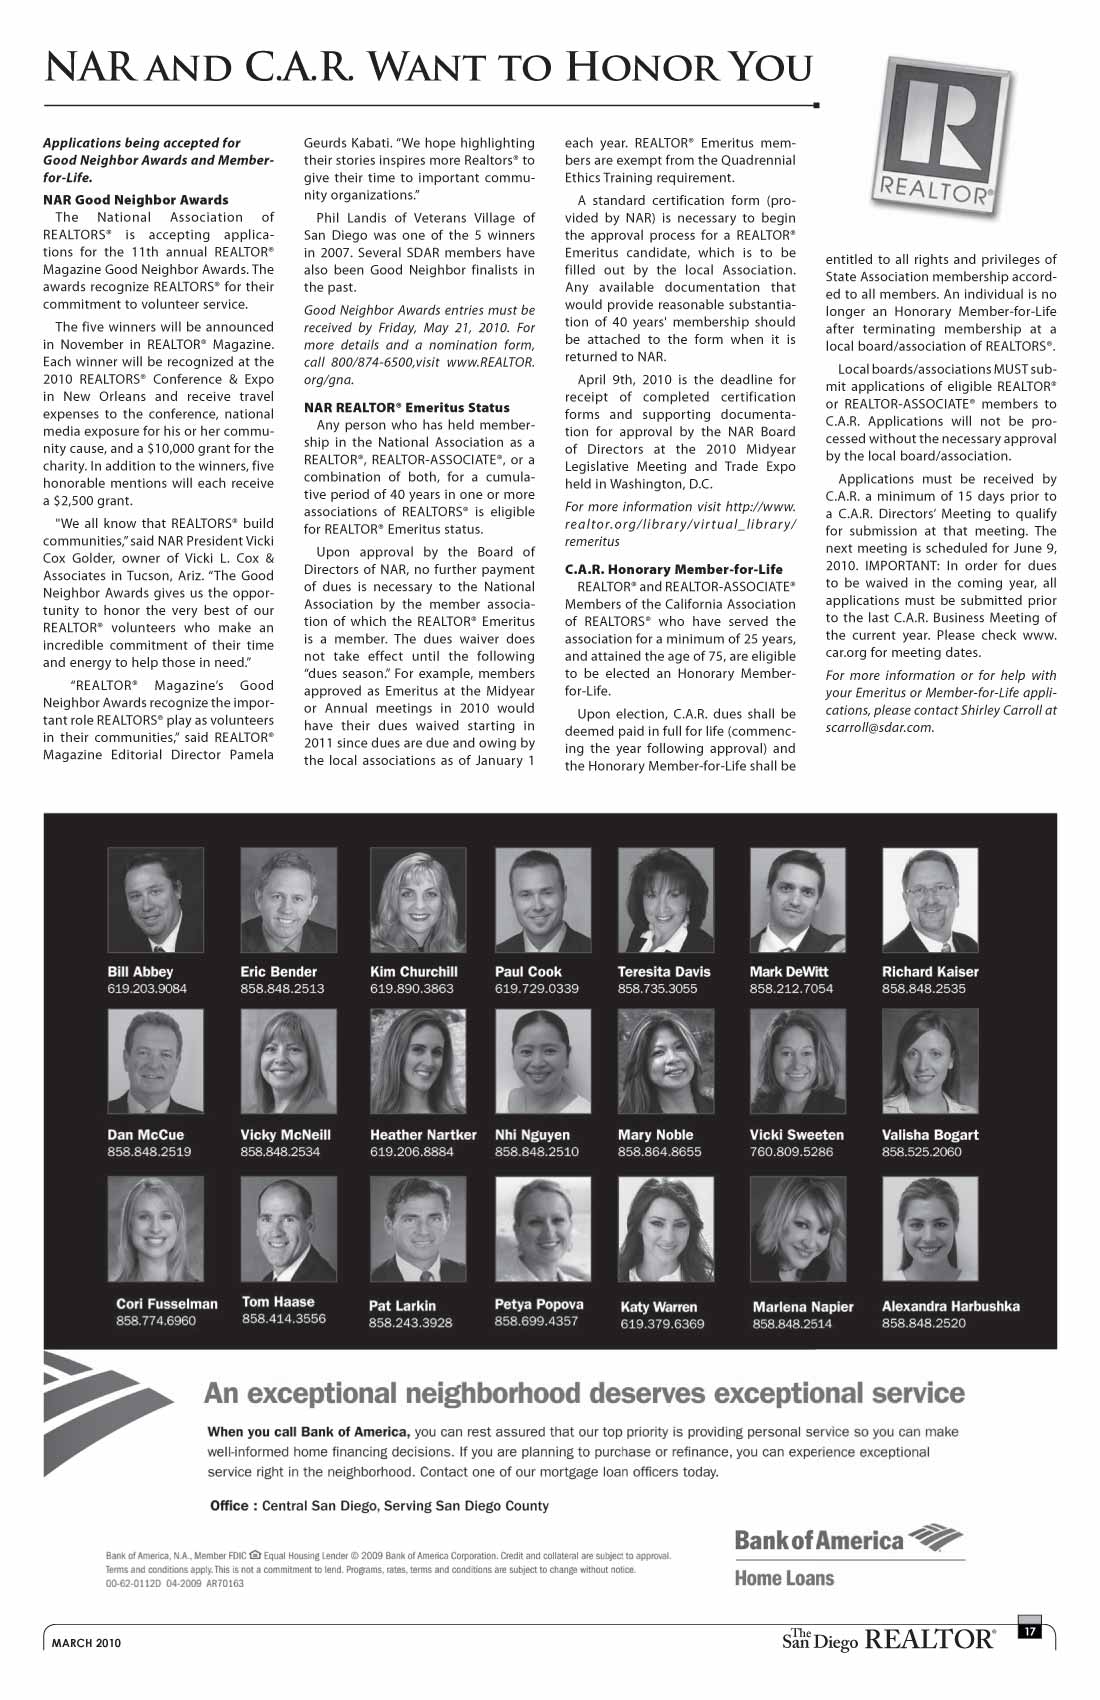 NAR AND C.A.R. WANT TO HONOR YOU
REALTOR®
Applications being accepted for
Good Neighbor Awards and Member-
for-Life.
NAR Good Neighbor Awards
The National Association of
REALTORS® is accepting applica-
tions for the 11th annual REALTOR®
Magazine Good Neighbor Awards. The
awards recognize REALTORS® for their
commitment to volunteer service.
The five winners will be announced
in November in REALTOR® Magazine.
Each winner will be recognized at the
2010 REALTORS® Conference & Expo
in New Orleans and receive travel
expenses to the conference, national
media exposure for his or her commu-
nity cause, and a $10,000 grant for the
charity. In addition to the winners, five
honorable mentions will each receive
a $2,500 grant.
"We all know that REALTORS® build
communities," said NAR President Vicki
Cox Golder, owner of Vicki L. Cox &
Associates in Tucson, Ariz. "The Good
Neighbor Awards gives us the oppor-
tunity to honor the very best of our
REALTOR® volunteers who make an
incredible commitment of their time
and energy to help those in need."
"REALTOR® Magazine's Good
Neighbor Awards recognize the impor-
tant role REALTORS® play as volunteers
in their communities," said REALTOR®
Magazine Editorial Director Pamela
Geurds Kabati. "We hope highlighting
their stories inspires more Realtors® to
give their time to important commu-
nity organizations."
Phil Landis of Veterans Village of
San Diego was one of the 5 winners
in 2007. Several SDAR members have
also been Good Neighbor finalists in
the past.
Good Neighbor Awards entries must be
received by Friday, May 21, 2010. For
more details and a nomination form,
call 800/874-6500,visit www.REALTOR.
org/gna.
NAR REALTOR® Emeritus Status
Any person who has held member-
ship in the National Association as a
REALTOR®, REALTOR-ASSOCIATE®, or a
combination of both, for a cumula-
tive period of 40 years in one or more
associations of REALTORS® is eligible
for REALTOR® Emeritus status.
Upon approval by the Board of
Directors of NAR, no further payment
of dues is necessary to the National
Association by the member associa-
tion of which the REALTOR® Emeritus
is a member. The dues waiver does
not take effect until the following
"dues season." For example, members
approved as Emeritus at the Midyear
or Annual meetings in 2010 would
have their dues waived starting in
2011 since dues are due and owing by
the local associations as of January 1
each year. REALTOR® Emeritus mem-
bers are exempt from the Quadrennial
Ethics Training requirement.
A standard certification form (pro-
vided by NAR) is necessary to begin
the approval process for a REALTOR®
Emeritus candidate, which is to be
filled out by the local Association.
Any available documentation that
would provide reasonable substantia-
tion of 40 years' membership should
be attached to the form when it is
returned to NAR.
April 9th, 2010 is the deadline for
receipt of completed certification
forms and supporting documenta-
tion for approval by the NAR Board
of Directors at the 2010 Midyear
Legislative Meeting and Trade Expo
held in Washington, D.C.
For more information visit http://www.
realtor.org/library/virtual_library/
remeritus
C.A.R. Honorary Member-for-Life
REALTOR® and REALTOR-ASSOCIATE®
Members of the California Association
of REALTORS® who have served the
association for a minimum of 25 years,
and attained the age of 75, are eligible
to be elected an Honorary Member-
for-Life.
Upon election, C.A.R. dues shall be
deemed paid in full for life (commenc-
ing the year following approval) and
the Honorary Member-for-Life shall be
entitled to all rights and privileges of
State Association membership accord-
ed to all members. An individual is no
longer an Honorary Member-for-Life
after terminating membership at a
local board/association of REALTORS®.
Local boards/associations MUST sub-
mit applications of eligible REALTOR®
or REALTOR-ASSOCIATE® members to
C.A.R. Applications will not be pro-
cessed without the necessary approval
by the local board/association.
Applications must be received by
C.A.R. a minimum of 15 days prior to
a C.A.R. Directors' Meeting to qualify
for submission at that meeting. The
next meeting is scheduled for June 9,
2010. IMPORTANT: In order for dues
to be waived in the coming year, all
applications must be submitted prior
to the last C.A.R. Business Meeting of
the current year. Please check www.
car.org for meeting dates.
For more information or for help with
your Emeritus or Member-for-Life appli-
cations, please contact Shirley Carroll at
scarroll@sdar.com.
Bill Abbey Eric Bender Kim Churchill Paul Cook Teresita Davis Mark DeWitt Richard Kaiser
619.203.9084 858.848.2513 619.890.3863 619.729.0339 858.735.3055 858.212.7054 858.848.2535
Dan McCue Vicky McNeill Heather Nartker Nhi Nguyen Mary Noble Vicki Sweeten Valisha Bogart
858.848.2519 858.848.2534 619.206.8884 858.848.2510 858.864.8655 760.809.5286 858.525.2060
Cori Fusselman Tom Haase Pat Larkin Petya Popova Katy Warren Marlena Napier Alexandra Harbushka
858.774.6960 858.414.3556 858.243.3928 858.699.4357 619.379.6369 858.848.2514 858.848.2520
An exceptional neighborhood deserves exceptional service
When you call Bank of America, you can rest assured that our top priority is providing personal service so you can make
well-informed home financing decisions. If you are planning to purchase or refinance, you can experience exceptional
service right in the neighborhood. Contact one of our mortgage loan officers today.
Office : Central San Diego, Serving San Diego County
Bank of America, N.A., Member FDIC Equal Housing Lender © 2009 Bank of America Corporation. Credit and collateral are subject to approval.
Terms and conditions apply. This is not a commitment to lend. Programs, rates, terms and conditions are subject to change without notice.
00-62-0112D 04-2009 AR70163
Bank of America
Home Loans
MARCH 2010
The San Diego REALTOR®
17